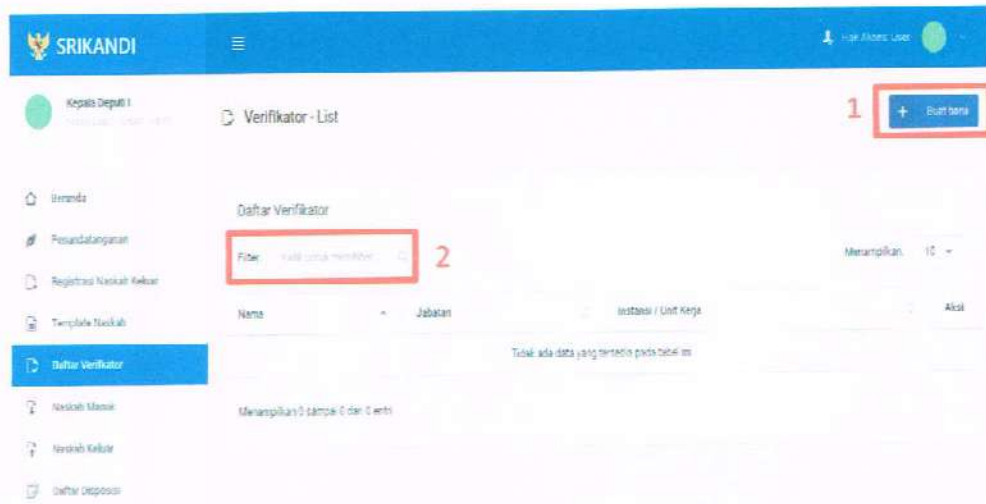 SRIKANDI
Hak Akses: User
Kepala Deputi 1
Verifikator - List
1
+ Buat baru
Beranda
Daftar Verifikator
Penandatanganan
Filter:
2
Menampilkan: 10
Registrasi Naskah Keluar
Nama Jabatan Instansi / Unit Kerja Aksi
Template Naskah
Tidak ada data yang tersedia pada tabel ini
Daftar Verifikator
Naskah Masuk
Menampilkan 0 sampai 0 dari 0 entri
Naskah Keluar
Daftar Disposisi